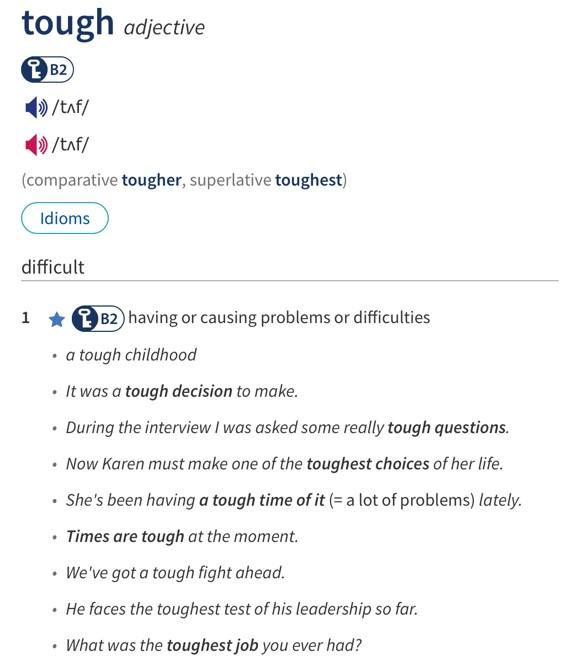 tough adjective
B2
/tʌf/
/tʌf/
(comparative tougher, superlative toughest)
Idioms
difficult
1 B2 having or causing problems or difficulties
• a tough childhood
• It was a tough decision to make.
• During the interview I was asked some really tough questions.
• Now Karen must make one of the toughest choices of her life.
• She's been having a tough time of it (= a lot of problems) lately.
• Times are tough at the moment.
• We've got a tough fight ahead.
• He faces the toughest test of his leadership so far.
• What was the toughest job you ever had?